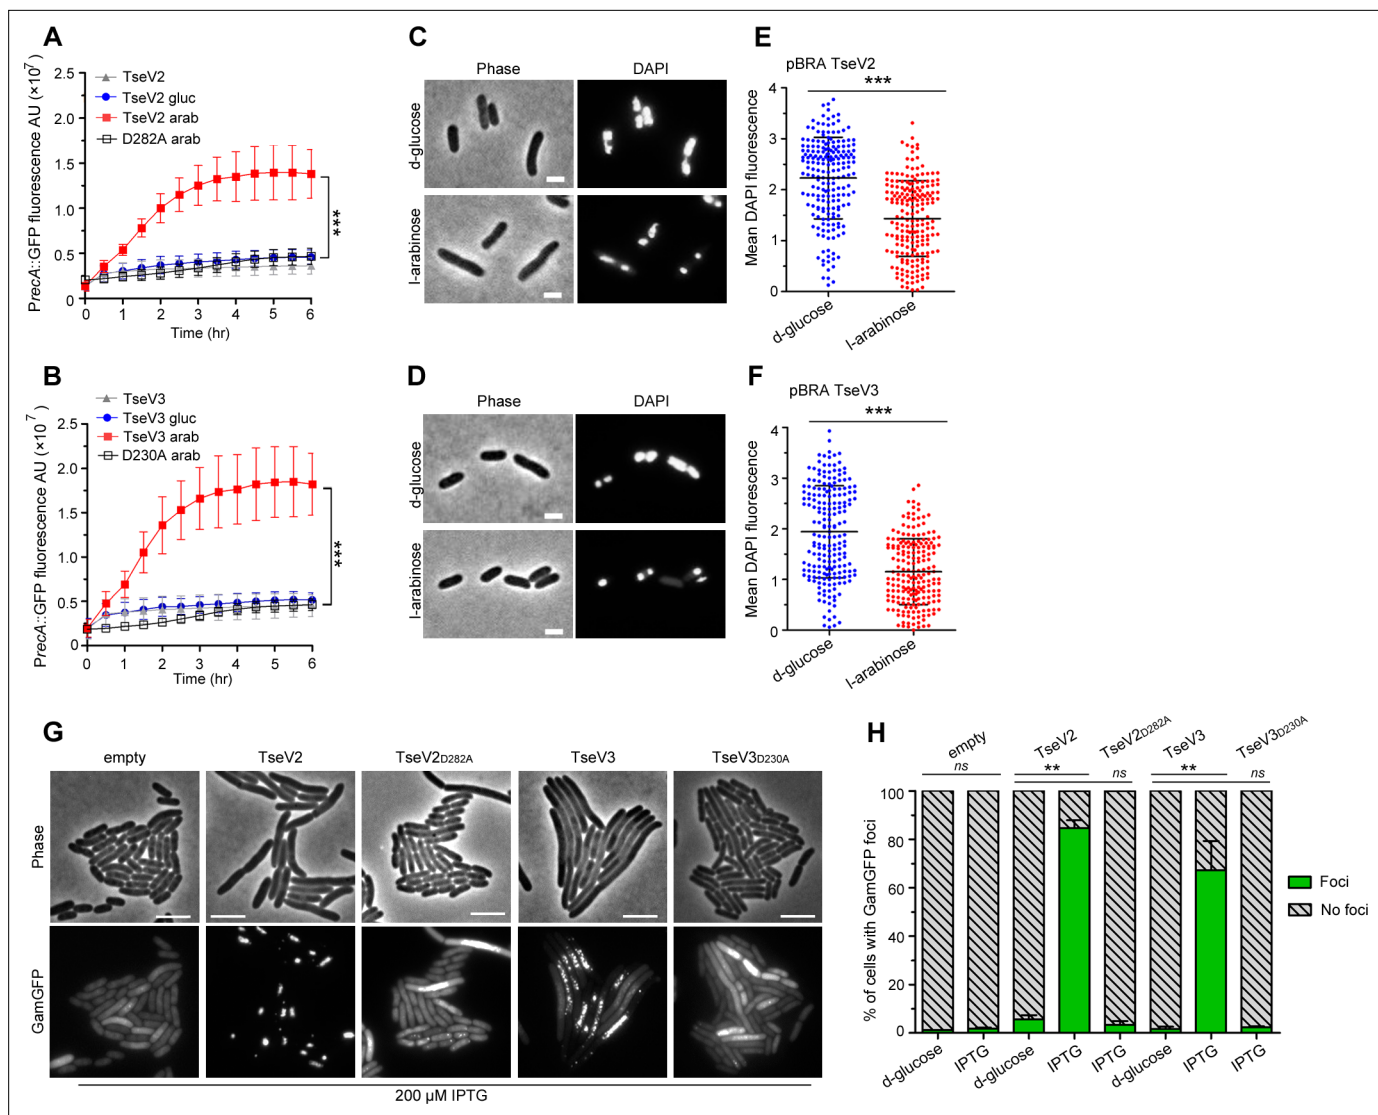 A
PrecA::GFP fluorescence AU (×10⁷)
2.5
2.0
1.5
1.0
0.5
0
TseV2
TseV2 gluc
TseV2 arab
D282A arab
***
0 1 2 3 4 5 6
Time (hr)
B
PrecA::GFP fluorescence AU (×10⁷)
2.5
2.0
1.5
1.0
0.5
0
TseV3
TseV3 gluc
TseV3 arab
D230A arab
***
0 1 2 3 4 5 6
Time (hr)
C
Phase DAPI
d-glucose
l-arabinose
D
Phase DAPI
d-glucose
l-arabinose
E
pBRA TseV2
***
Mean DAPI fluorescence
4
3
2
1
0
d-glucose l-arabinose
F
pBRA TseV3
***
Mean DAPI fluorescence
4
3
2
1
0
d-glucose l-arabinose
G
empty TseV2 TseV2D282A TseV3 TseV3D230A
Phase
GamGFP
200 µM IPTG
H
empty TseV2 TseV2D282A TseV3 TseV3D230A
ns ** ns ** ns
% of cells with GamGFP foci
100
80
60
40
20
0
d-glucose IPTG d-glucose IPTG IPTG d-glucose IPTG IPTG
Foci
No foci